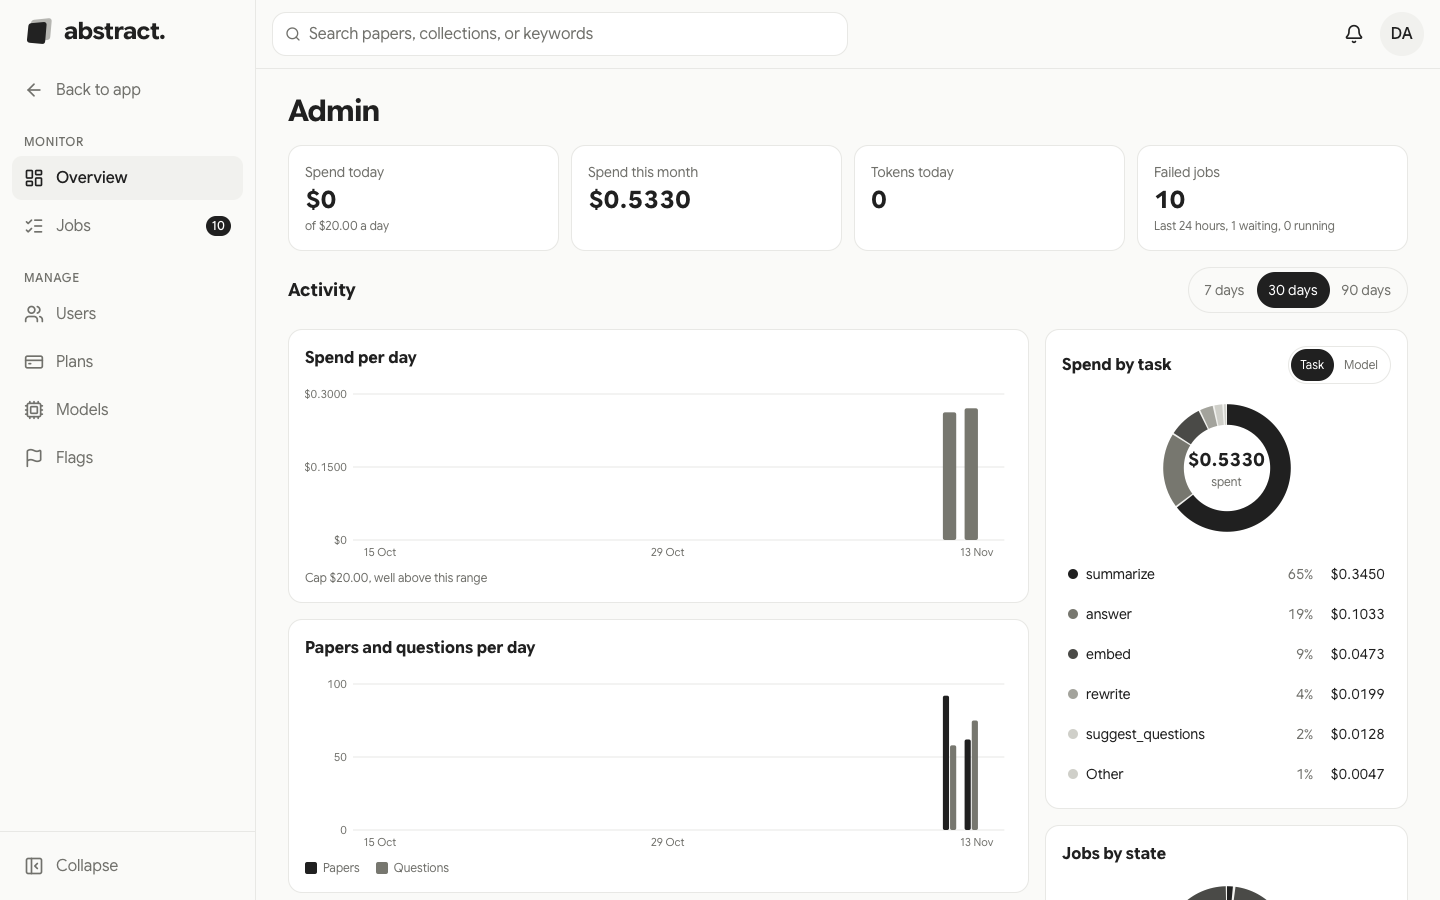 abstract.
Search papers, collections, or keywords
DA
Back to app
MONITOR
Overview
Jobs
10
MANAGE
Users
Plans
Models
Flags
Collapse
Admin
Spend today
$0
of $20.00 a day
Spend this month
$0.5330
Tokens today
0
Failed jobs
10
Last 24 hours, 1 waiting, 0 running
Activity
7 days
30 days
90 days
Spend per day
$0.3000
$0.1500
$0
15 Oct
29 Oct
13 Nov
Cap $20.00, well above this range
Papers and questions per day
100
50
0
15 Oct
29 Oct
13 Nov
Papers
Questions
Spend by task
Task
Model
$0.5330
spent
summarize 65% $0.3450
answer 19% $0.1033
embed 9% $0.0473
rewrite 4% $0.0199
suggest_questions 2% $0.0128
Other 1% $0.0047
Jobs by state